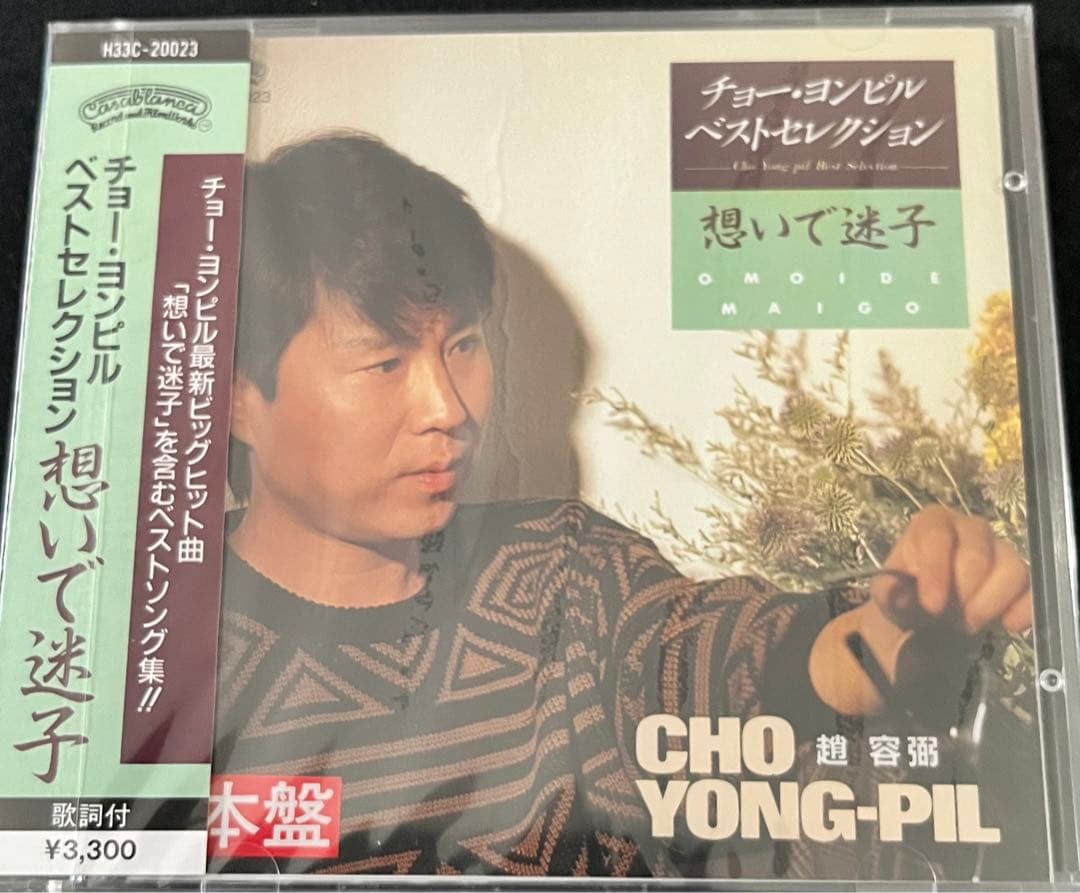 H33C-20023
Casablanca
Record and FilmWorks
チョー・ヨンピル
ベストセレクション
想いで迷子
チョー・ヨンピル最新ビッグヒット曲
「想いで迷子」を含むベストソング集!!
歌詞付
¥3,300
チョー・ヨンピル
ベストセレクション
Cho Yong-pil Best Selection
想いで迷子
OMOIDE
MAIGO
本盤
CHO 趙 容弼
YONG-PIL